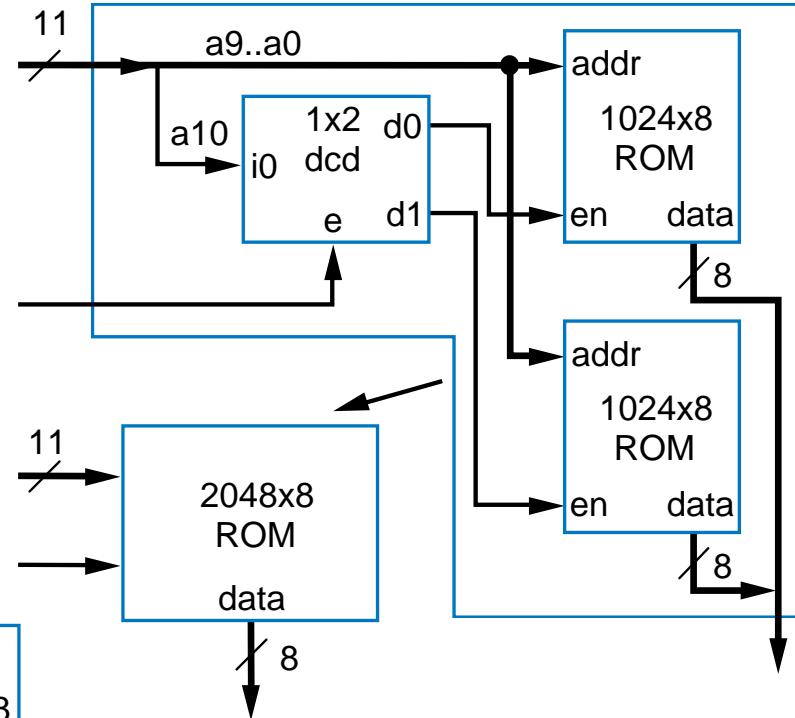 11
a9..a0
addr
1024x8
ROM
a10
1x2
dcd
d0
i0
d1
e
en
data
8
addr
1024x8
ROM
en
data
8
11
2048x8
ROM
data
8